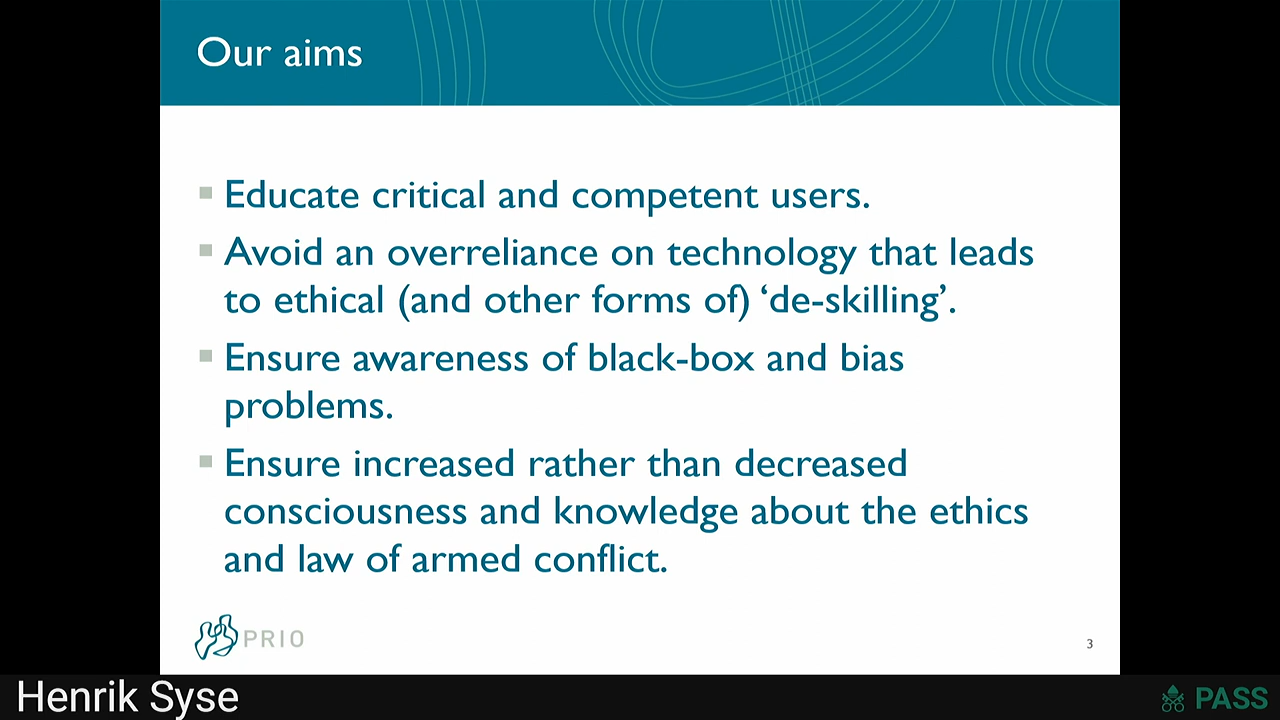 Our aims
Educate critical and competent users.
Avoid an overreliance on technology that leads
to ethical (and other forms of) ‘de-skilling’.
Ensure awareness of black-box and bias
problems.
Ensure increased rather than decreased
consciousness and knowledge about the ethics
and law of armed conflict.
PRIO
3
Henrik Syse
PASS